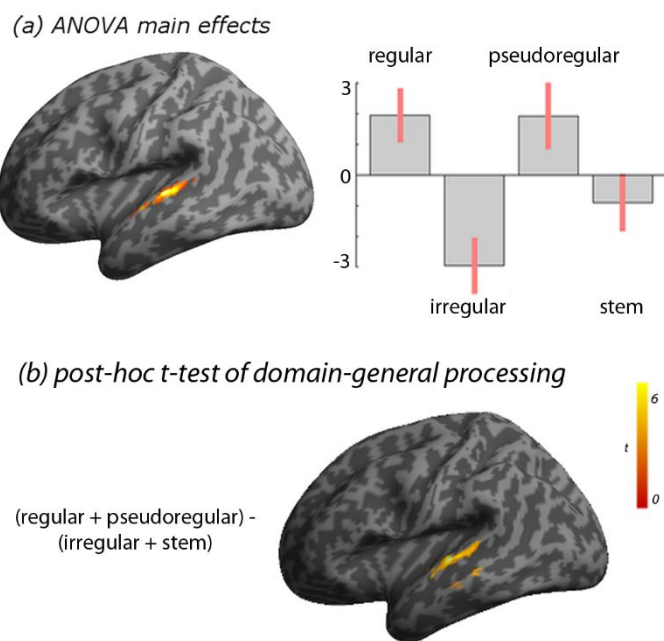 (a) ANOVA main effects
regular pseudoregular
3
0
-3
irregular stem
(b) post-hoc t-test of domain-general processing
6
t
0
(regular + pseudoregular) -
(irregular + stem)